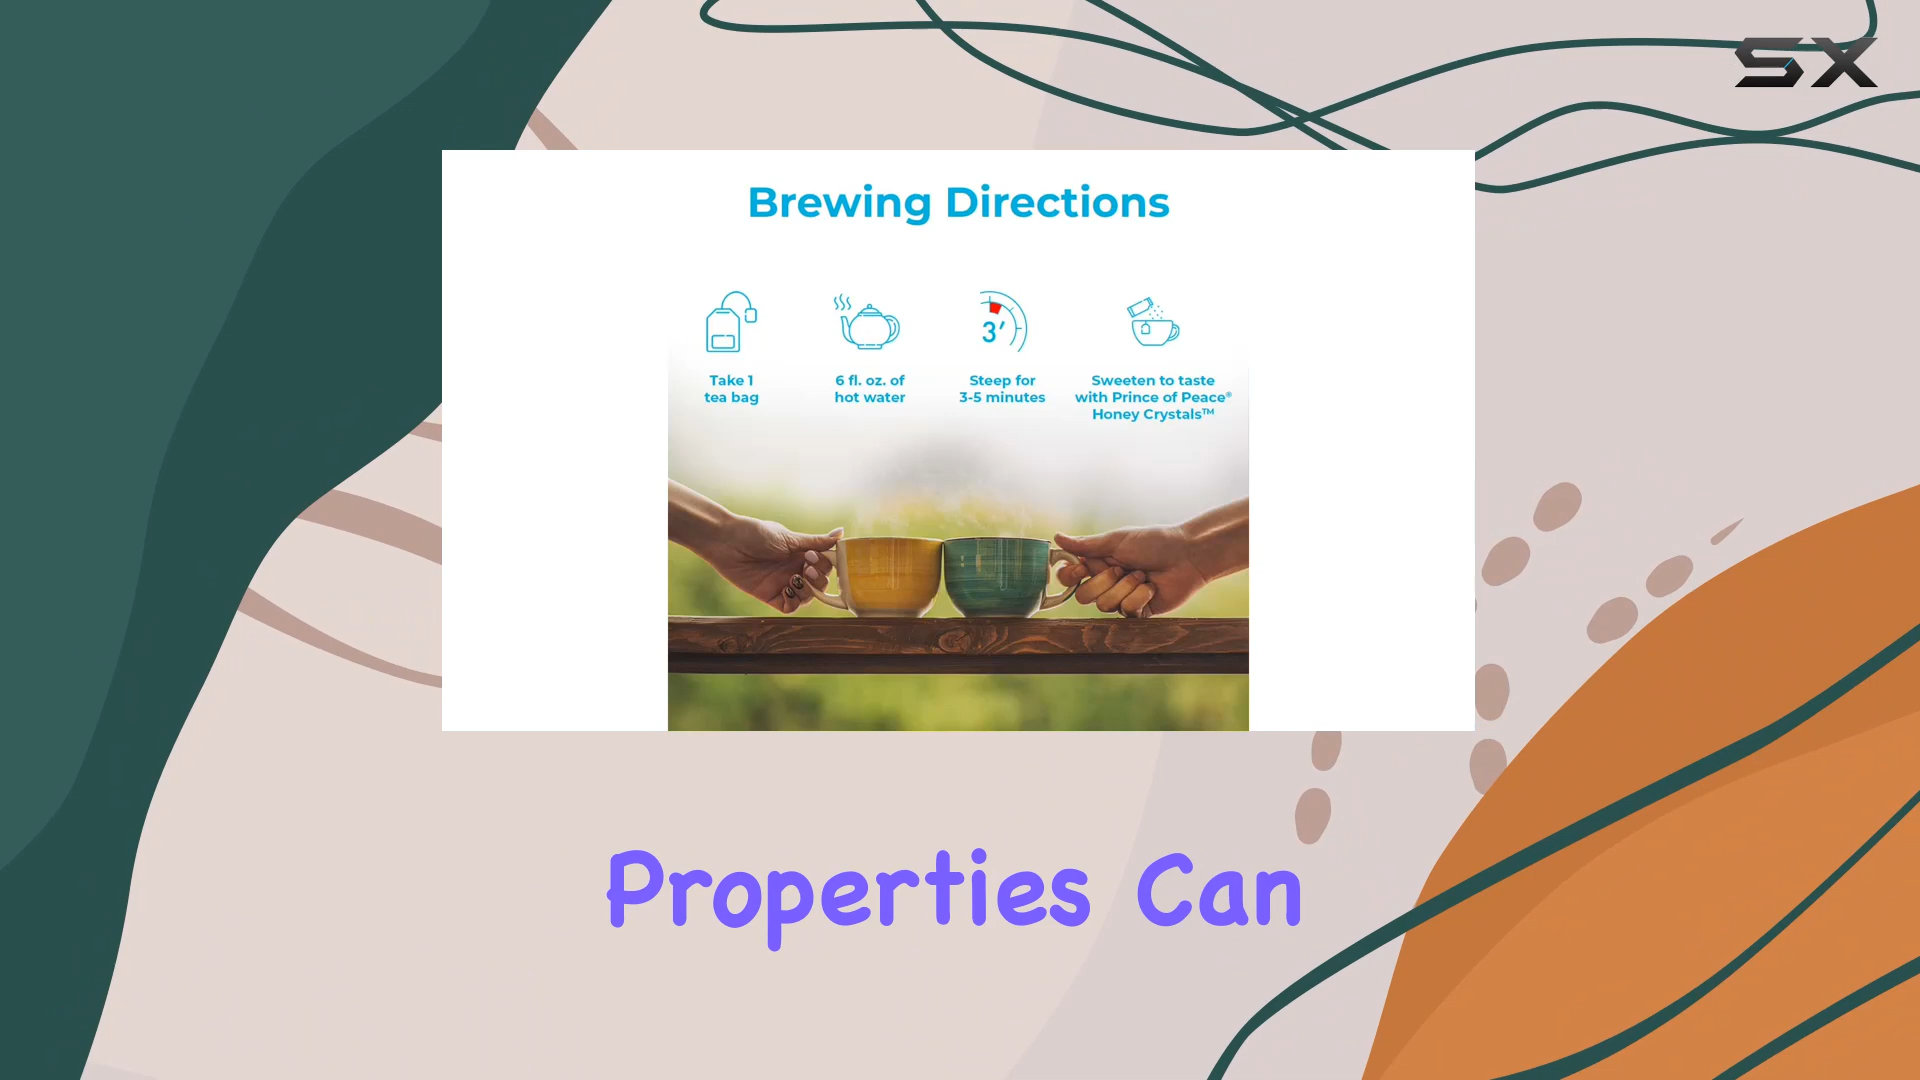 SX
Brewing Directions
3′
Take 1
tea bag
6 fl. oz. of
hot water
Steep for
3-5 minutes
Sweeten to taste
with Prince of Peace®
Honey Crystals™
Properties Can